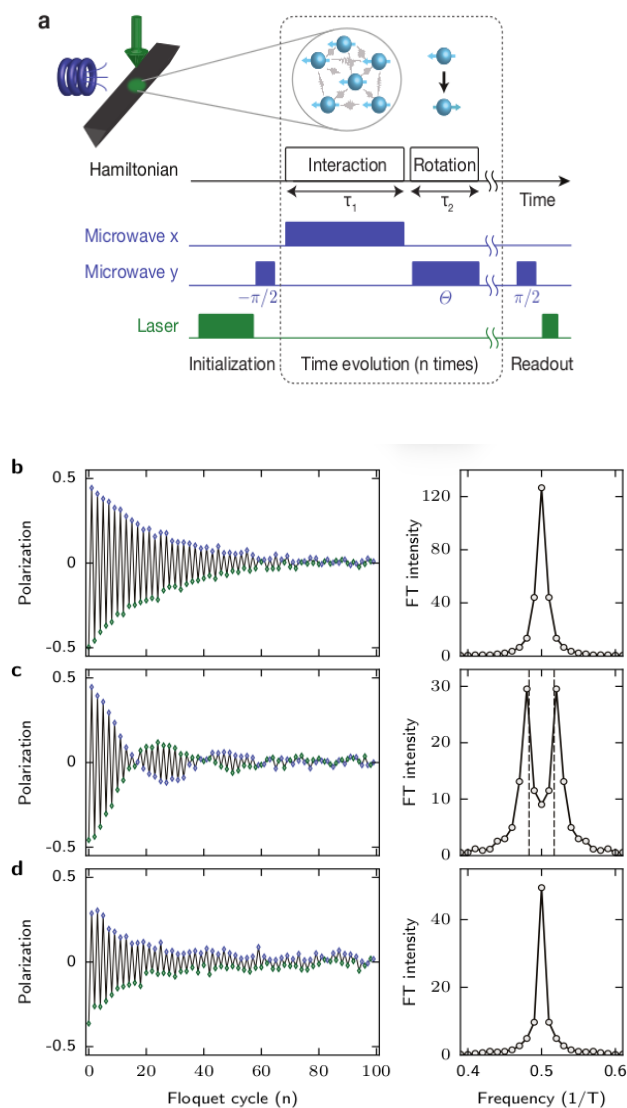 a
Hamiltonian
Interaction
Rotation
τ₁
τ₂
Time
Microwave x
Microwave y
−π/2
Θ
π/2
Laser
Initialization
Time evolution (n times)
Readout
b
0.5
0
-0.5
Polarization
120
80
40
0
FT intensity
c
0.5
0
-0.5
Polarization
30
20
10
0
FT intensity
d
0.5
0
-0.5
Polarization
0 20 40 60 80 100
Floquet cycle (n)
40
20
0
FT intensity
0.4 0.5 0.6
Frequency (1/T)